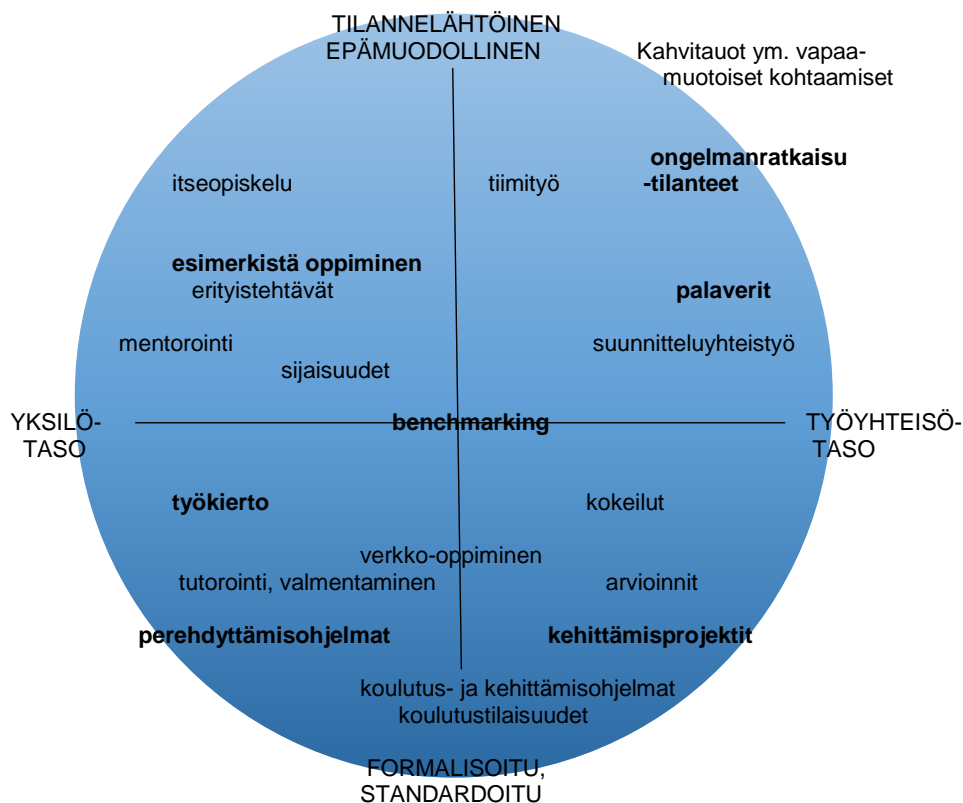 TILANNELÄHTÖINEN
EPÄMUODOLLINEN
Kahvitauot ym. vapaa-
muotoiset kohtaamiset
ongelmanratkaisu
-tilanteet
itseopiskelu
tiimityö
esimerkistä oppiminen
erityistehtävät
palaverit
mentorointi
suunnitteluyhteistyö
sijaisuudet
YKSILÖ-
TASO
benchmarking
TYÖYHTEISÖ-
TASO
työkierto
kokeilut
verkko-oppiminen
tutorointi, valmentaminen
arvioinnit
perehdyttämisohjelmat
kehittämisprojektit
koulutus- ja kehittämisohjelmat
koulutustilaisuudet
FORMALISOITU,
STANDARDOITU